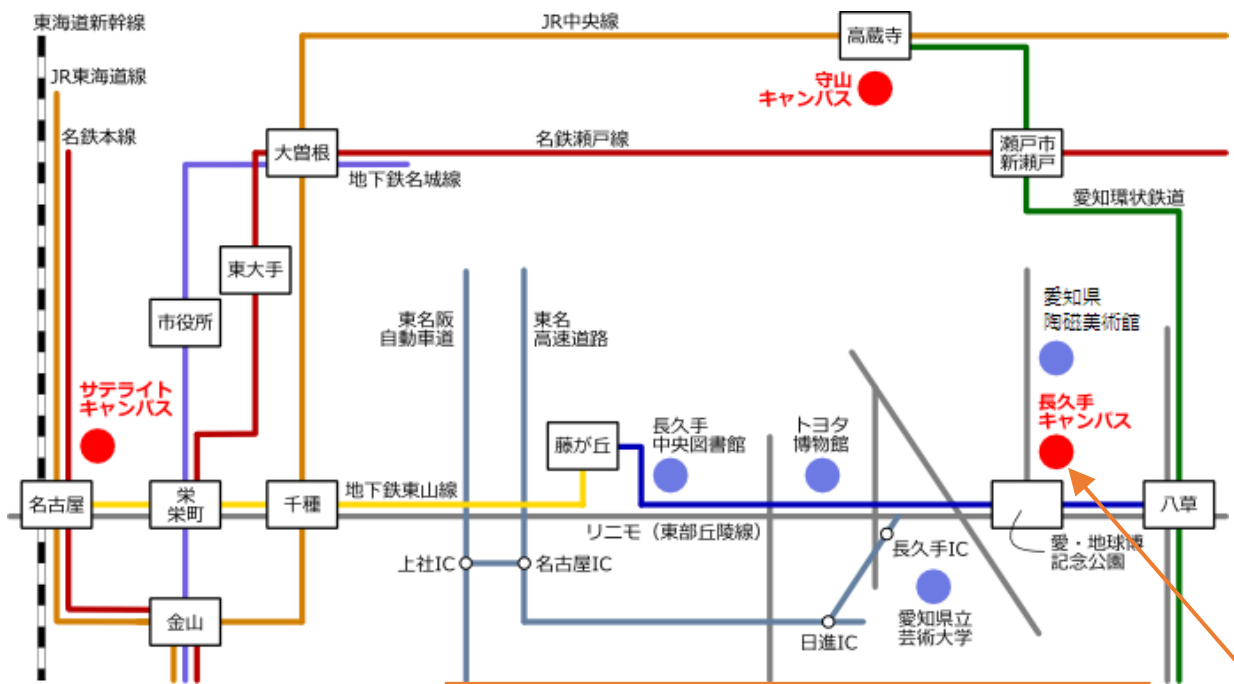 東海道新幹線
JR中央線
高蔵寺
JR東海道線
守山
キャンパス
名鉄本線
大曽根
名鉄瀬戸線
瀬戸市
新瀬戸
地下鉄名城線
愛知環状鉄道
東大手
市役所
東名阪
自動車道
東名
高速道路
愛知県
陶磁美術館
サテライト
キャンパス
長久手
キャンパス
藤が丘
長久手
中央図書館
トヨタ
博物館
名古屋
栄
栄町
千種
地下鉄東山線
八草
リニモ（東部丘陵線）
上社IC
名古屋IC
長久手IC
愛・地球博
記念公園
金山
日進IC
愛知県立
芸術大学